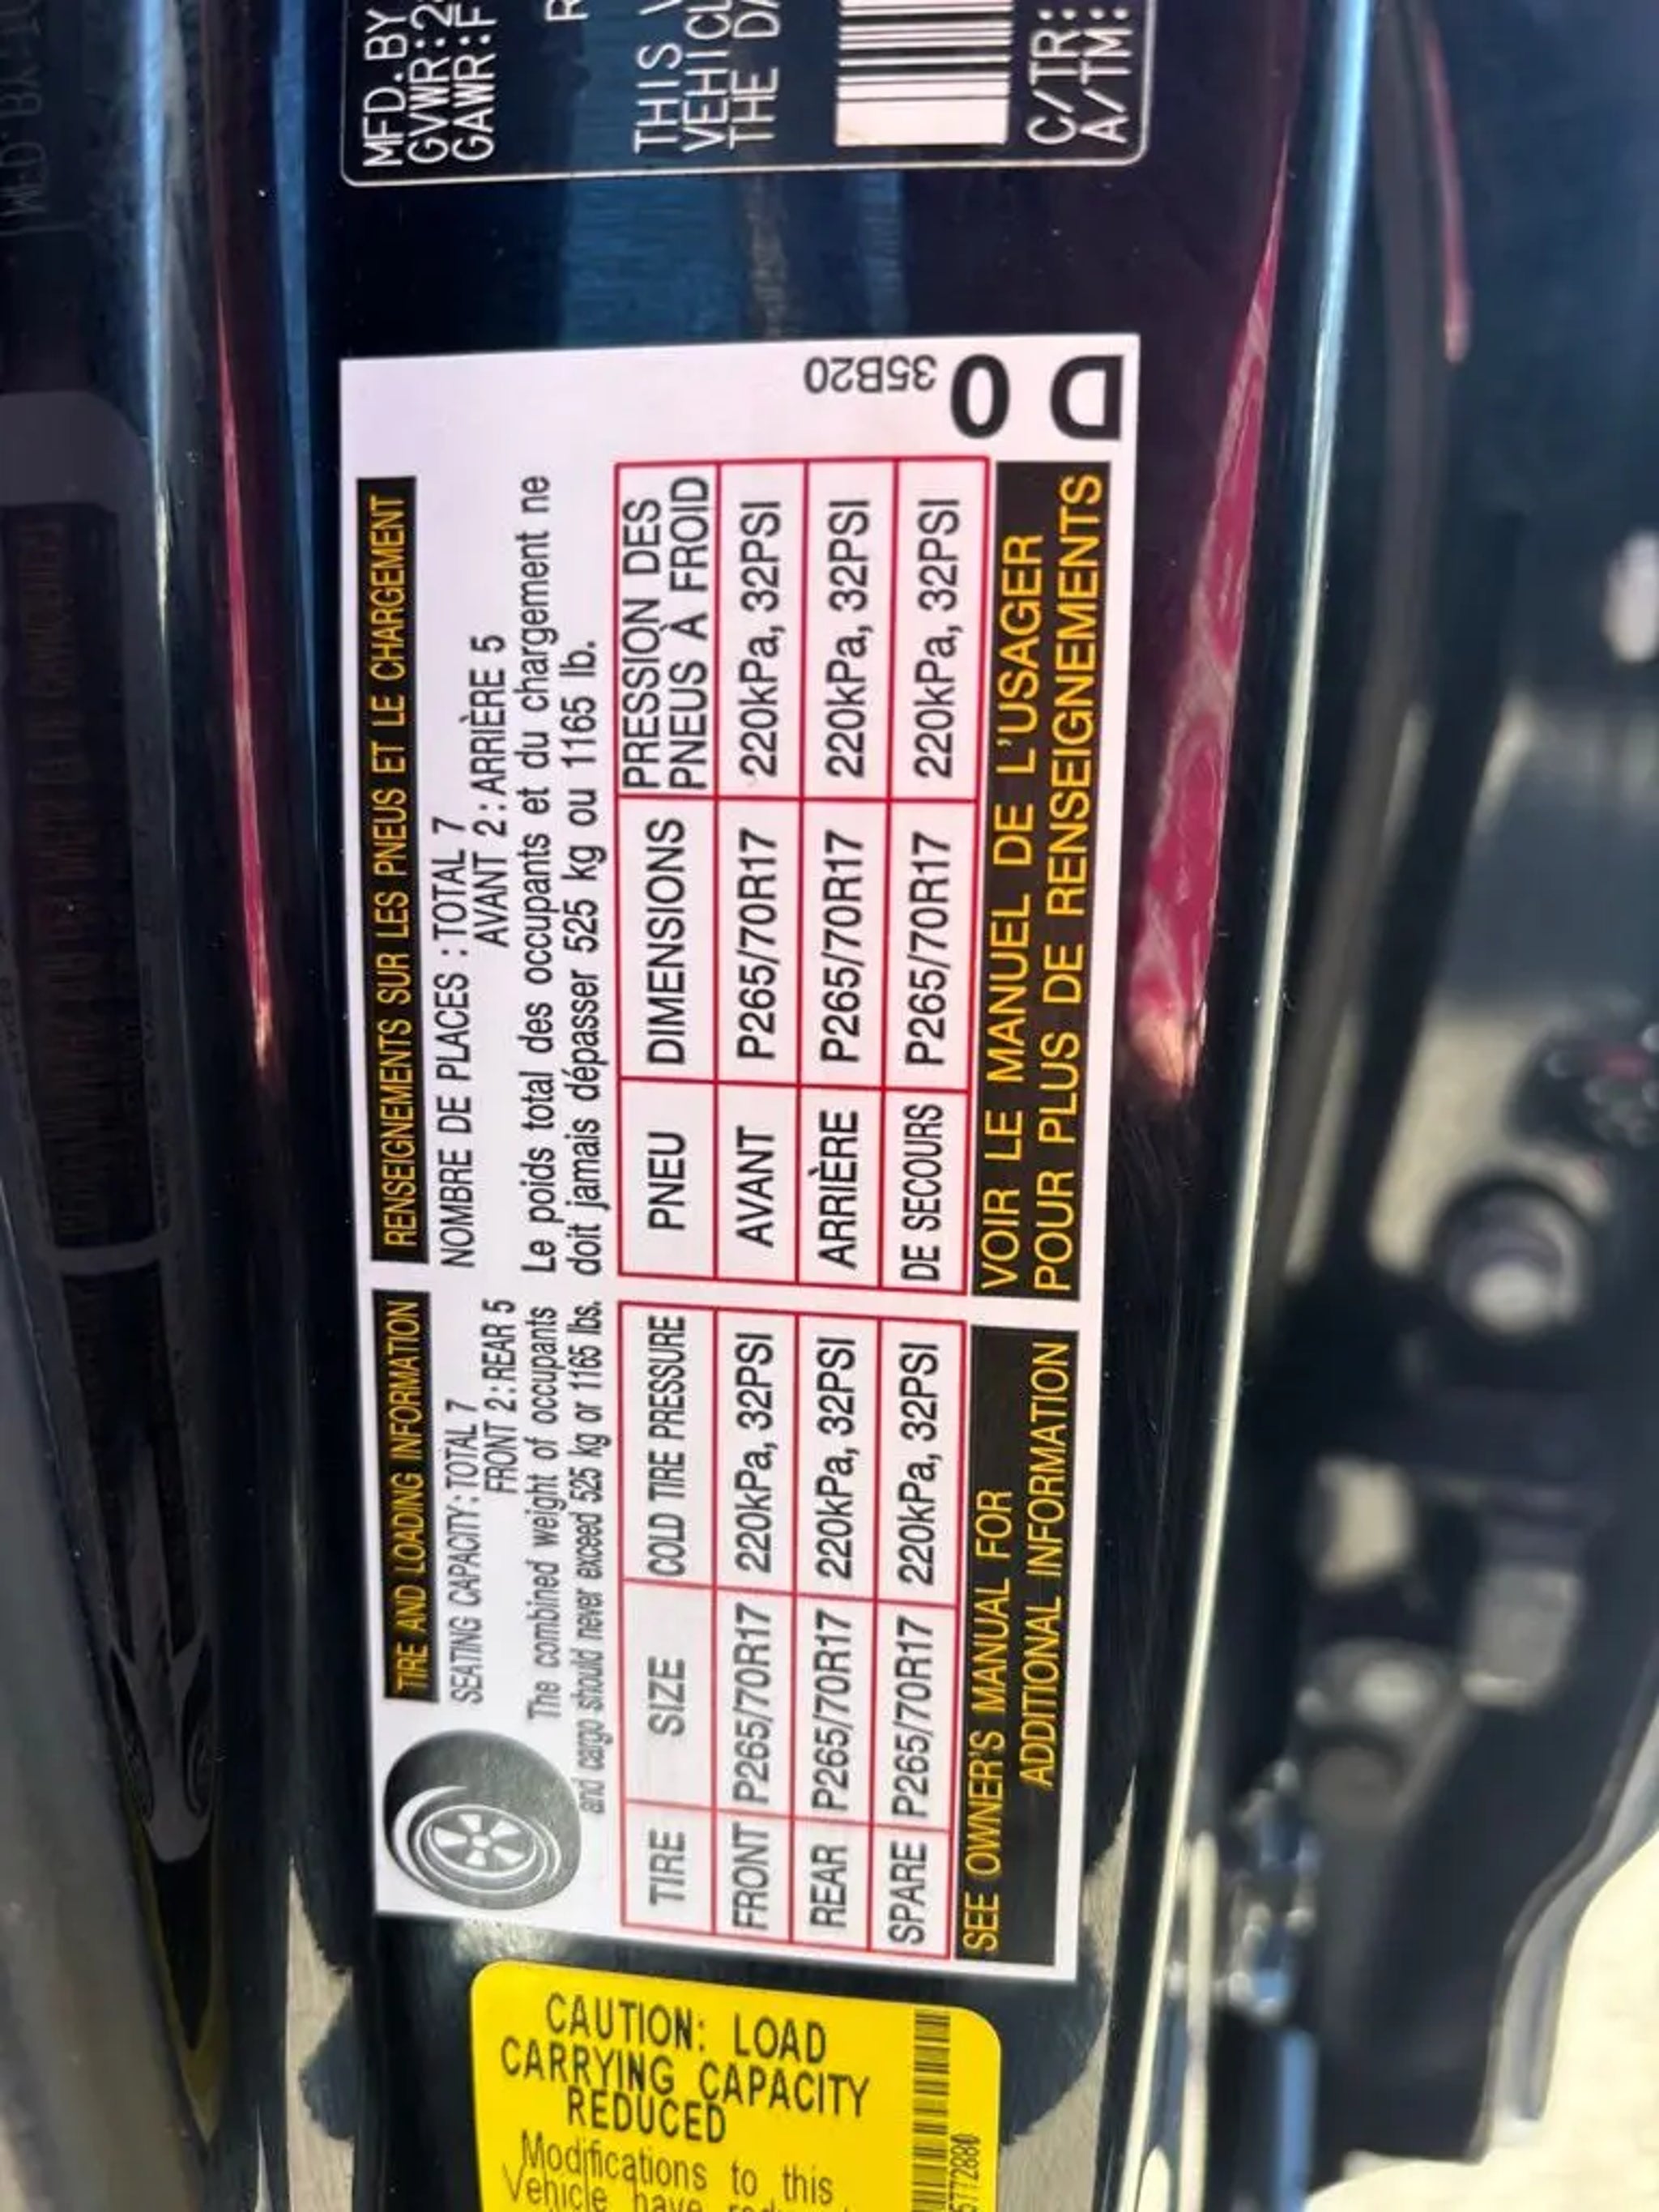 TIRE AND LOADING INFORMATION
SEATING CAPACITY : TOTAL 7
FRONT 2 : REAR 5
The combined weight of occupants
and cargo should never exceed 525 kg or 1165 lbs.
TIRE SIZE COLD TIRE PRESSURE
FRONT P265/70R17 220kPa, 32PSI
REAR P265/70R17 220kPa, 32PSI
SPARE P265/70R17 220kPa, 32PSI
SEE OWNER'S MANUAL FOR
ADDITIONAL INFORMATION
RENSEIGNEMENTS SUR LES PNEUS ET LE CHARGEMENT
NOMBRE DE PLACES : TOTAL 7
AVANT 2 : ARRIÈRE 5
Le poids total des occupants et du chargement ne
doit jamais dépasser 525 kg ou 1165 lb.
PNEU DIMENSIONS PRESSION DES
PNEUS À FROID
AVANT P265/70R17 220kPa, 32PSI
ARRIÈRE P265/70R17 220kPa, 32PSI
DE SECOURS P265/70R17 220kPa, 32PSI
VOIR LE MANUEL DE L'USAGER
POUR PLUS DE RENSEIGNEMENTS
35B20
0
D
CAUTION: LOAD
CARRYING CAPACITY
REDUCED
Modifications to this
Vehicle have
5772880
MFD.BY
GVWR:2
GAWR:F
R
THIS V
VEHICL
THE DA
C/TR:
A/TM: